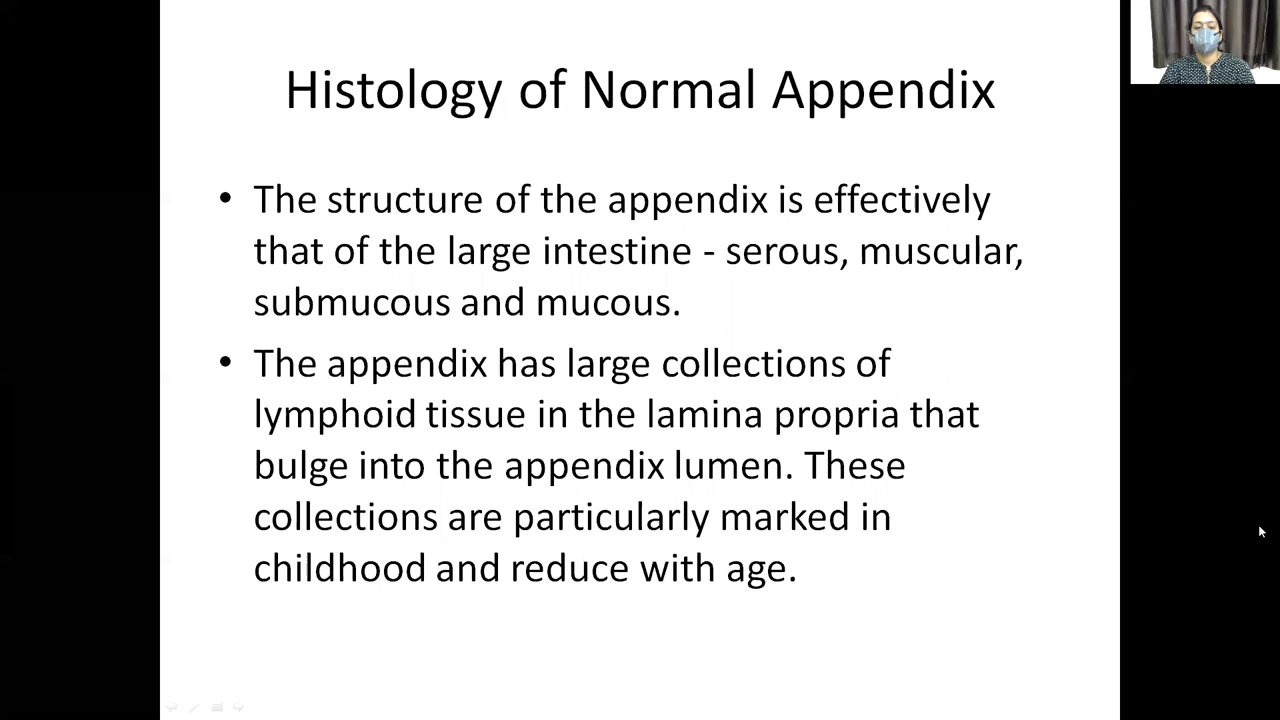 Histology of Normal Appendix
• The structure of the appendix is effectively
that of the large intestine - serous, muscular,
submucous and mucous.
• The appendix has large collections of
lymphoid tissue in the lamina propria that
bulge into the appendix lumen. These
collections are particularly marked in
childhood and reduce with age.